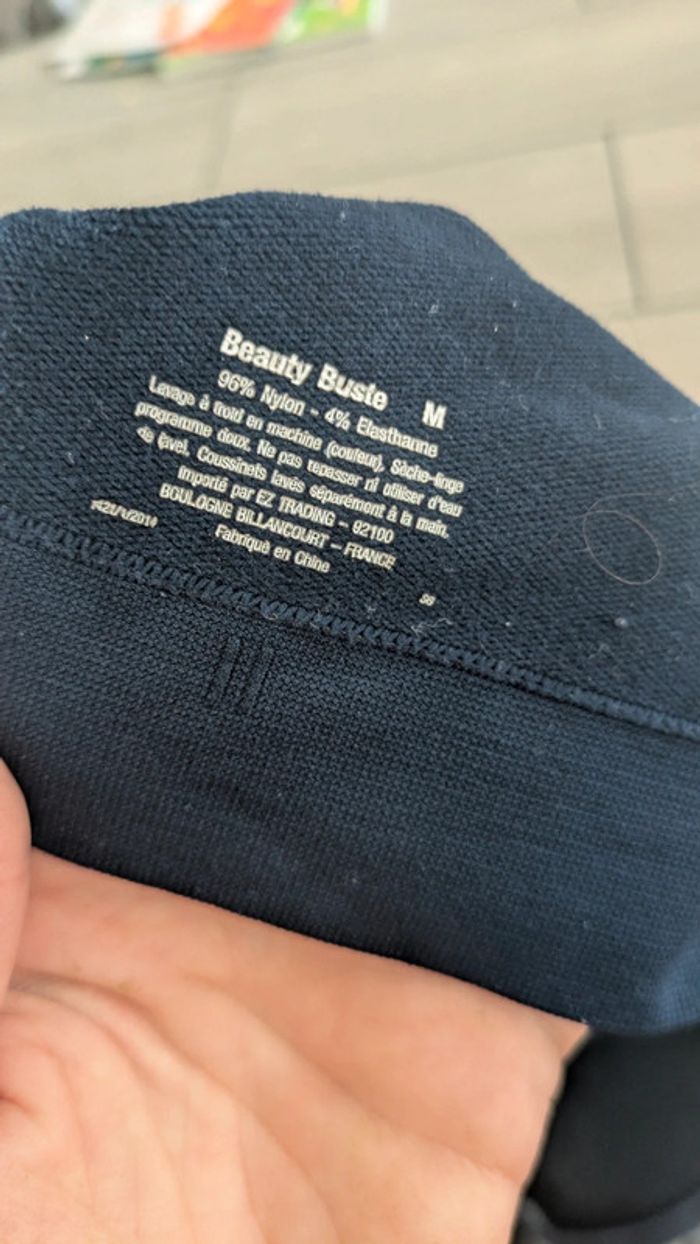 Beauty Buste M
96% Nylon - 4% Elasthanne
Lavage à froid en machine (couleur), Sèche-linge
programme doux. Ne pas repasser ni utiliser d'eau
de Javel. Coussinets lavés séparément à la main.
Importé par EZ TRADING - 92100
BOULOGNE BILLANCOURT - FRANCE
Fabriqué en Chine